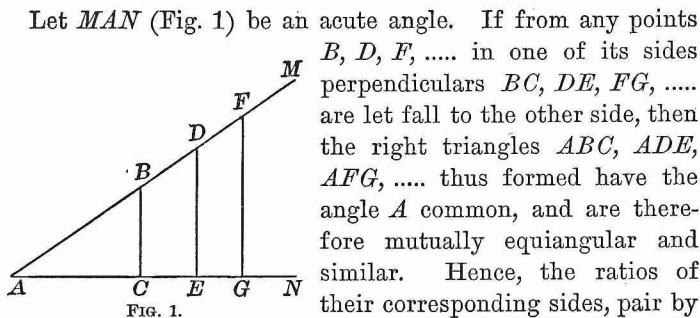 Let MAN (Fig. 1) be an acute angle. If from any points
B, D, F, ..... in one of its sides
perpendiculars BC, DE, FG, .....
are let fall to the other side, then
the right triangles ABC, ADE,
AFG, ..... thus formed have the
angle A common, and are there-
fore mutually equiangular and
similar. Hence, the ratios of
their corresponding sides, pair by
M
F
D
B
A C E G N
Fig. 1.